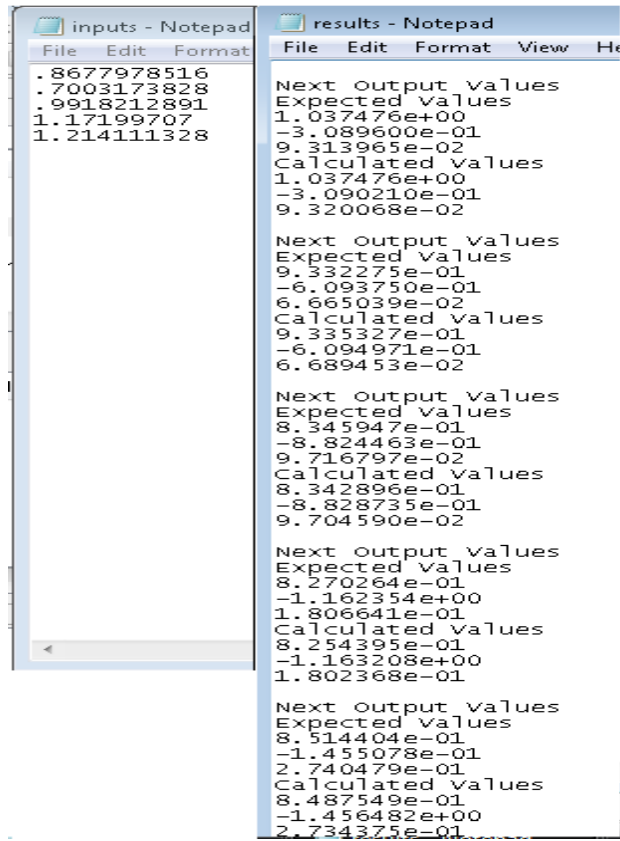 inputs - Notepad
File Edit Format
.8677978516
.7003173828
.9918212891
1.17199707
1.214111328
results - Notepad
File Edit Format View He
Next Output Values
Expected Values
1.037476e+00
-3.089600e-01
9.313965e-02
Calculated Values
1.037476e+00
-3.090210e-01
9.320068e-02
Next Output Values
Expected Values
9.332275e-01
-6.093750e-01
6.665039e-02
Calculated Values
9.335327e-01
-6.094971e-01
6.689453e-02
Next Output Values
Expected Values
8.345947e-01
-8.824463e-01
9.716797e-02
Calculated Values
8.342896e-01
-8.828735e-01
9.704590e-02
Next Output Values
Expected Values
8.270264e-01
-1.162354e+00
1.806641e-01
Calculated Values
8.254395e-01
-1.163208e+00
1.802368e-01
Next Output Values
Expected Values
8.514404e-01
-1.455078e-01
2.740479e-01
Calculated Values
8.487549e-01
-1.456482e+00
2.734375e-01